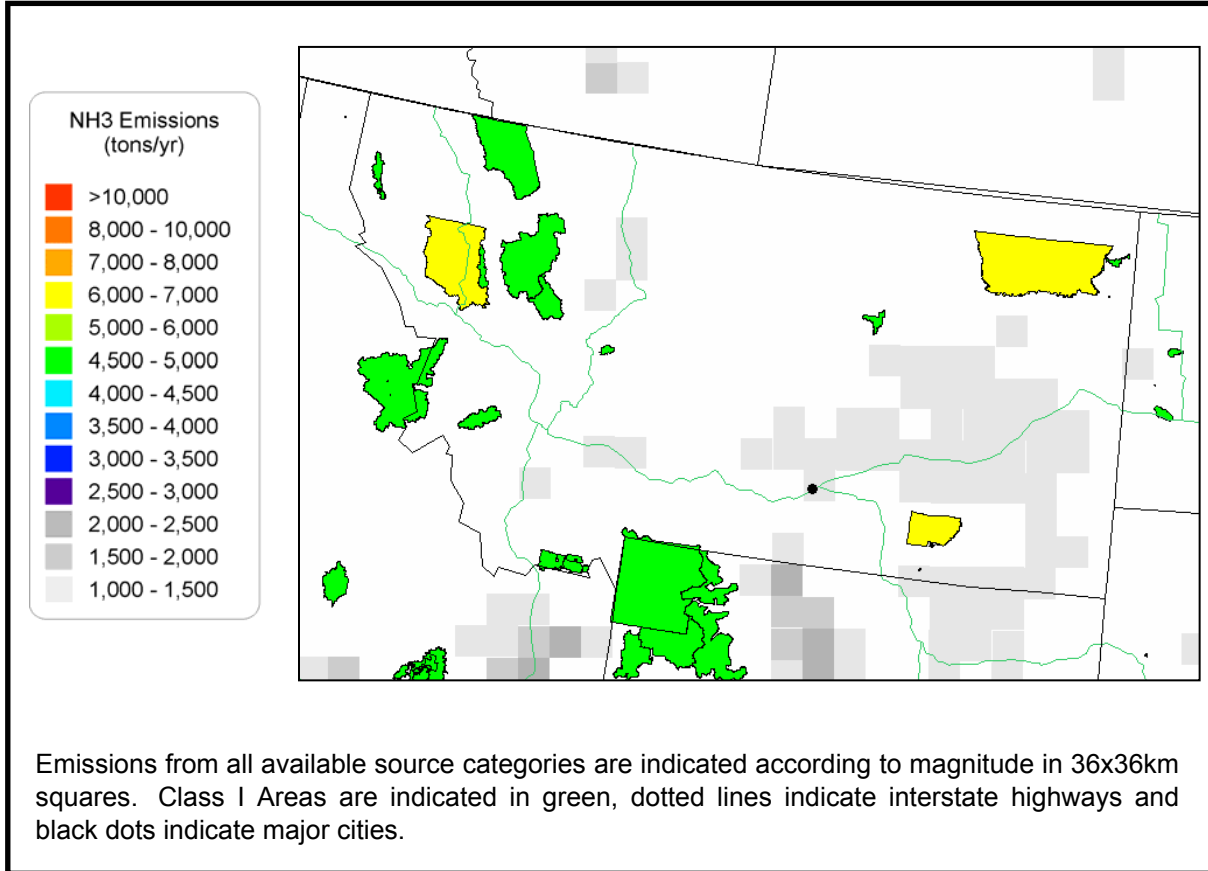 NH3 Emissions
(tons/yr)
>10,000
8,000 - 10,000
7,000 - 8,000
6,000 - 7,000
5,000 - 6,000
4,500 - 5,000
4,000 - 4,500
3,500 - 4,000
3,000 - 3,500
2,500 - 3,000
2,000 - 2,500
1,500 - 2,000
1,000 - 1,500
Emissions from all available source categories are indicated according to magnitude in 36x36km
squares. Class I Areas are indicated in green, dotted lines indicate interstate highways and
black dots indicate major cities.